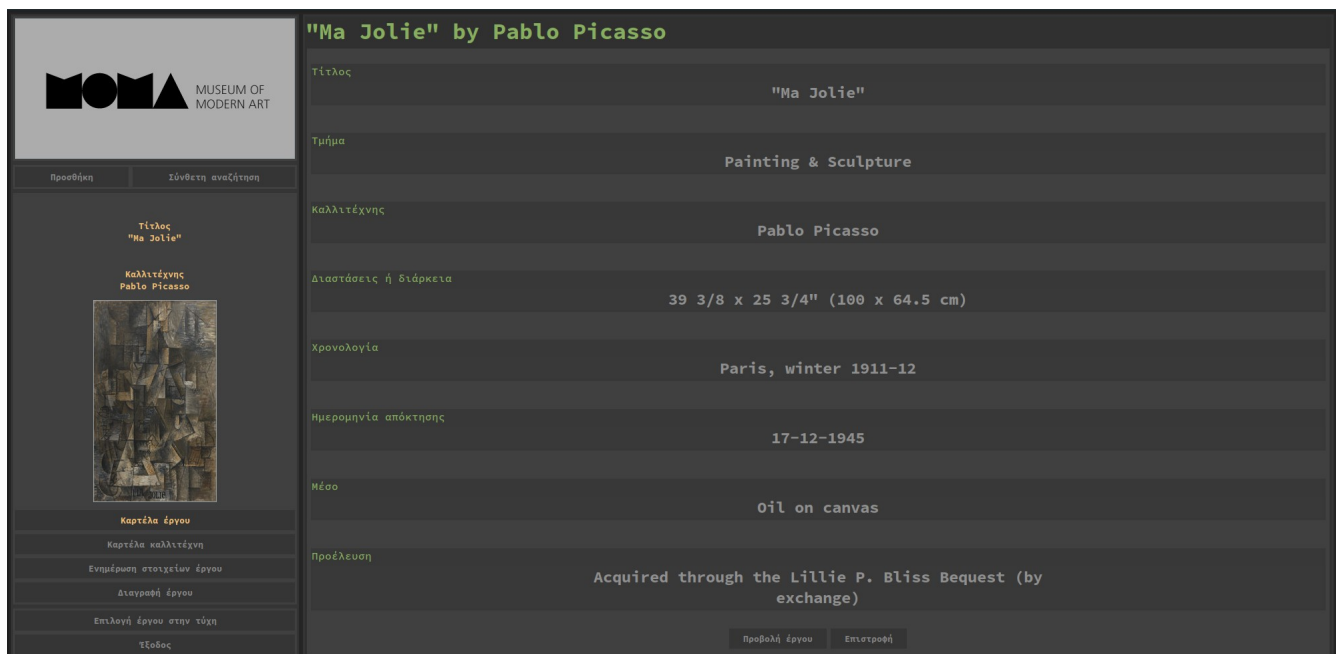 MOMA MUSEUM OF
MODERN ART
Προσθήκη
Σύνθετη αναζήτηση
Τίτλος
"Ma Jolie"
Καλλιτέχνης
Pablo Picasso
Καρτέλα έργου
Καρτέλα καλλιτέχνη
Ενημέρωση στοιχείων έργου
Διαγραφή έργου
Επιλογή έργου στην τύχη
Έξοδος
"Ma Jolie" by Pablo Picasso
Τίτλος
"Ma Jolie"
Τμήμα
Painting & Sculpture
Καλλιτέχνης
Pablo Picasso
Διαστάσεις ή διάρκεια
39 3/8 x 25 3/4" (100 x 64.5 cm)
Χρονολογία
Paris, winter 1911-12
Ημερομηνία απόκτησης
17-12-1945
Μέσο
Oil on canvas
Προέλευση
Acquired through the Lillie P. Bliss Bequest (by
exchange)
Προβολή έργου
Επιστροφή